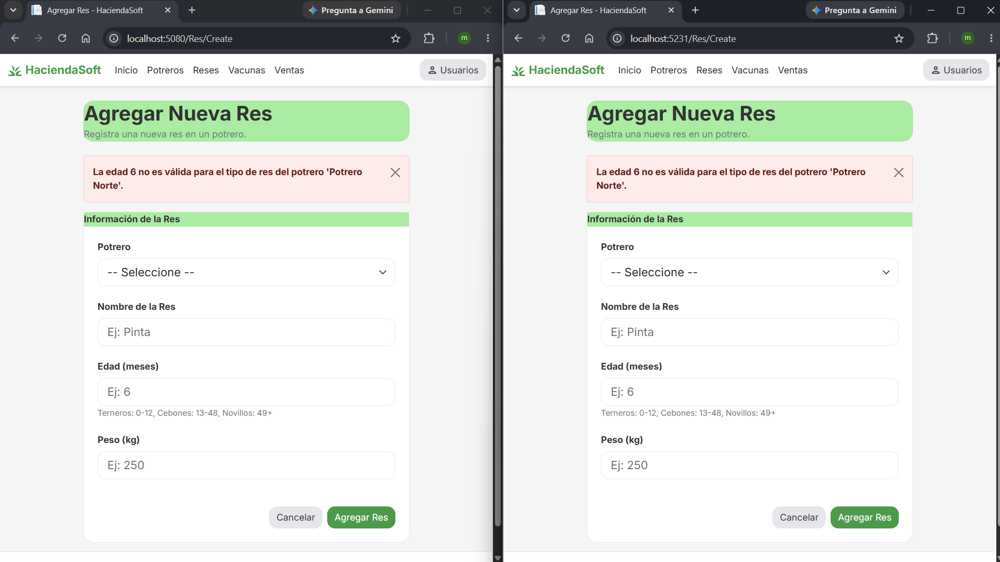 Agregar Res - HaciendaSoft
Pregunta a Gemini
localhost:5080/Res/Create
m
HaciendaSoft
Inicio
Potreros
Reses
Vacunas
Ventas
Usuarios
Agregar Nueva Res
Registra una nueva res en un potrero.
La edad 6 no es válida para el tipo de res del potrero 'Potrero
Norte'.
Información de la Res
Potrero
-- Seleccione --
Nombre de la Res
Ej: Pinta
Edad (meses)
Ej: 6
Terneros: 0-12, Cebones: 13-48, Novillos: 49+
Peso (kg)
Ej: 250
Cancelar
Agregar Res
Agregar Res - HaciendaSoft
Pregunta a Gemini
localhost:5231/Res/Create
m
HaciendaSoft
Inicio
Potreros
Reses
Vacunas
Ventas
Usuarios
Agregar Nueva Res
Registra una nueva res en un potrero.
La edad 6 no es válida para el tipo de res del potrero 'Potrero
Norte'.
Información de la Res
Potrero
-- Seleccione --
Nombre de la Res
Ej: Pinta
Edad (meses)
Ej: 6
Terneros: 0-12, Cebones: 13-48, Novillos: 49+
Peso (kg)
Ej: 250
Cancelar
Agregar Res